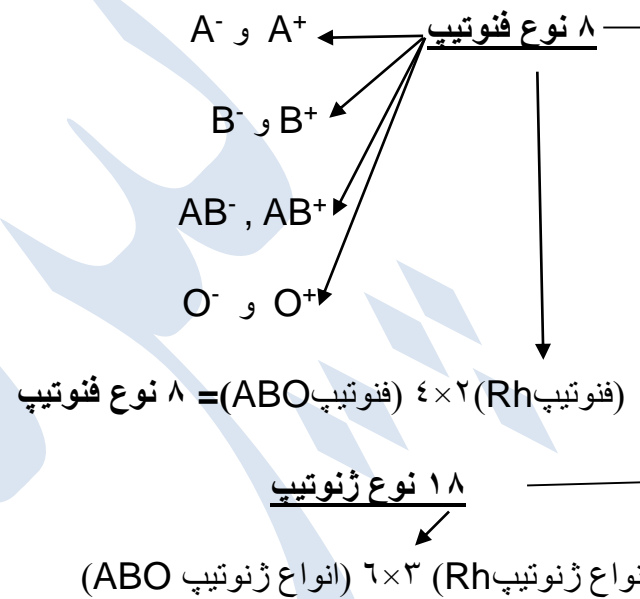 ۸ نوع فنوتیپ
A⁺ و A⁻
B⁺ و B⁻
AB⁻ , AB⁺
O⁺ و O⁻
(فنوتیپRh)۲×٤ (فنوتیپABO)= ۸ نوع فنوتیپ
۱۸ نوع ژنوتیپ
نواع ژنوتیپRh) ۳×٦ (انواع ژنوتیپ ABO)